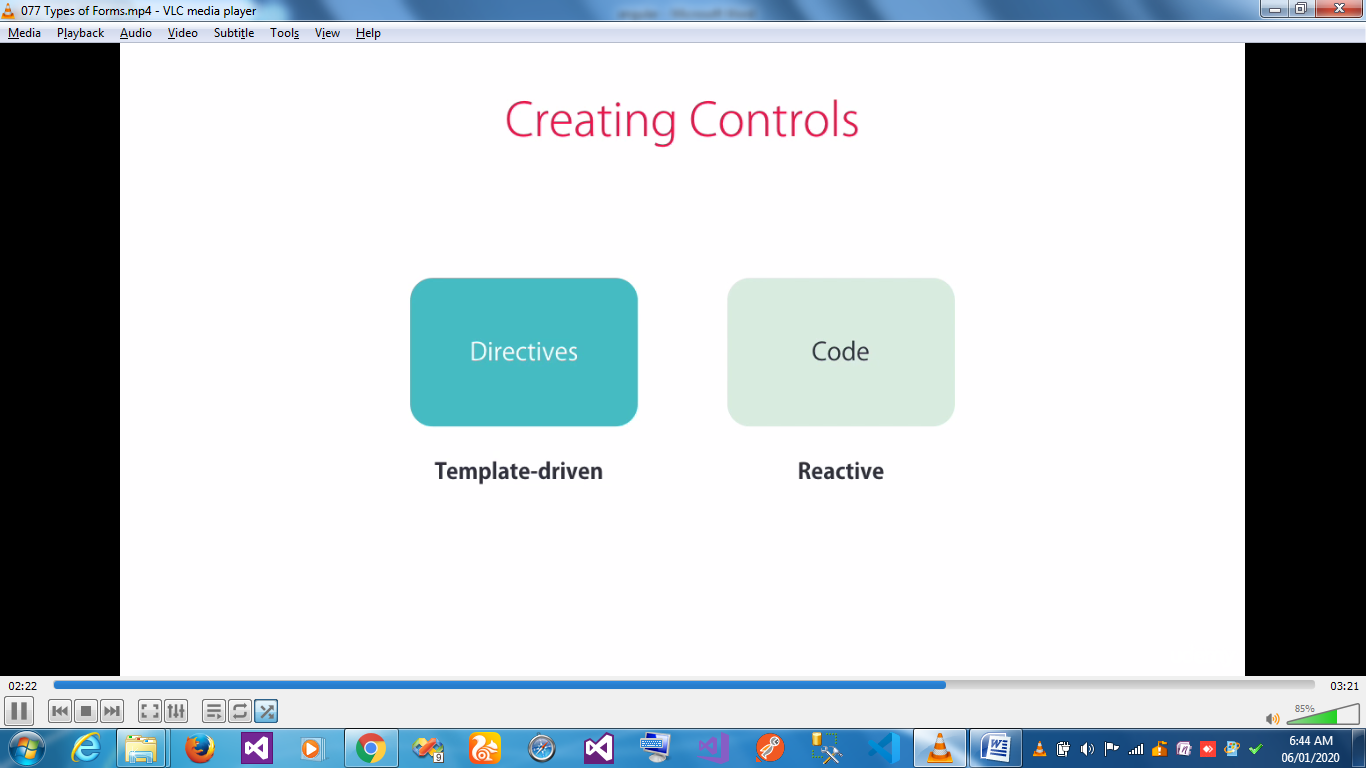 077 Types of Forms.mp4 - VLC media player
Media Playback Audio Video Subtitle Tools View Help
Creating Controls
Directives Code
Template-driven Reactive
02:22 03:21
85%
9
6:44 AM
06/01/2020